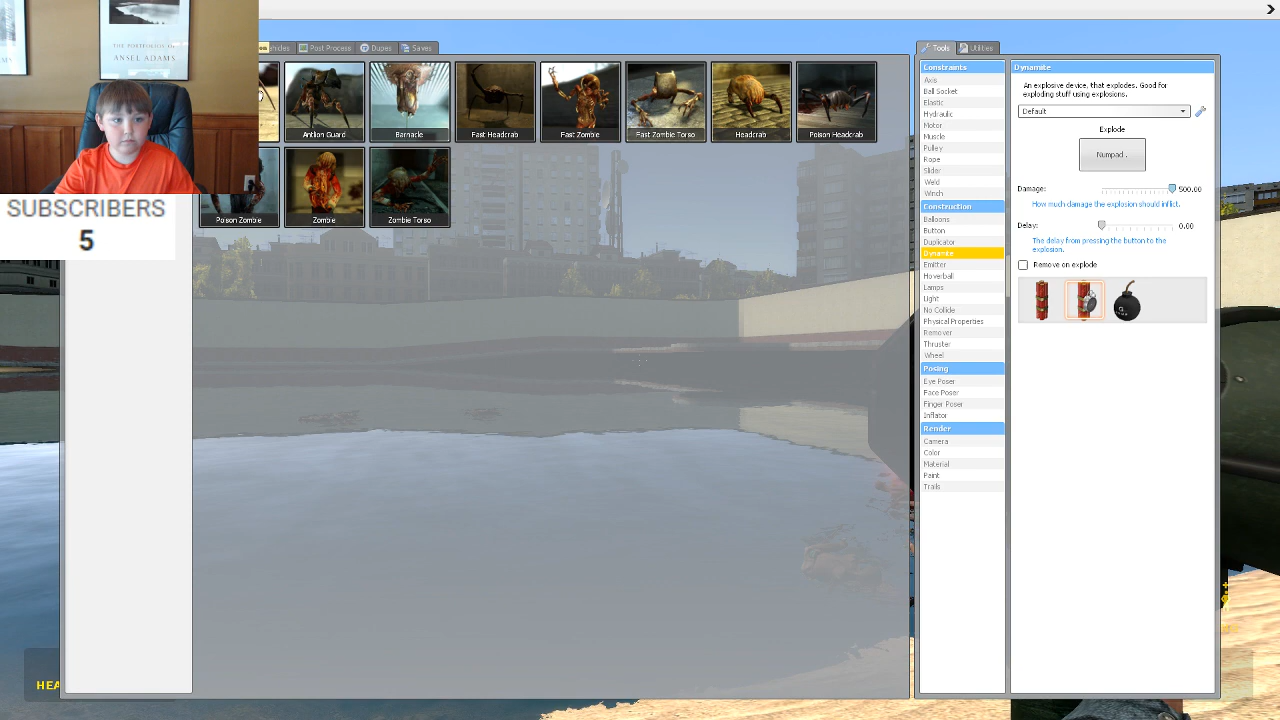 THE PORTFOLIOS OF
ANSEL ADAMS
SUBSCRIBERS
5
Post Process
Dupes
Saves
Antlion Guard
Barnacle
Fast Headcrab
Fast Zombie
Fast Zombie Torso
Headcrab
Poison Headcrab
Poison Zombie
Zombie
Zombie Torso
HEA
Tools
Utilities
Constraints
Axis
Ball Socket
Elastic
Hydraulic
Motor
Muscle
Pulley
Rope
Slider
Weld
Winch
Construction
Balloons
Button
Duplicator
Dynamite
Emitter
Hoverball
Lamps
Light
No Collide
Physical Properties
Remover
Thruster
Wheel
Posing
Eye Poser
Face Poser
Finger Poser
Inflator
Render
Camera
Color
Material
Paint
Trails
Dynamite
An explosive device, that explodes. Good for
exploding stuff using explosions.
Default
Explode
Numpad .
Damage:
500.00
How much damage the explosion should inflict.
Delay:
0.00
The delay from pressing the button to the
explosion.
Remove on explode